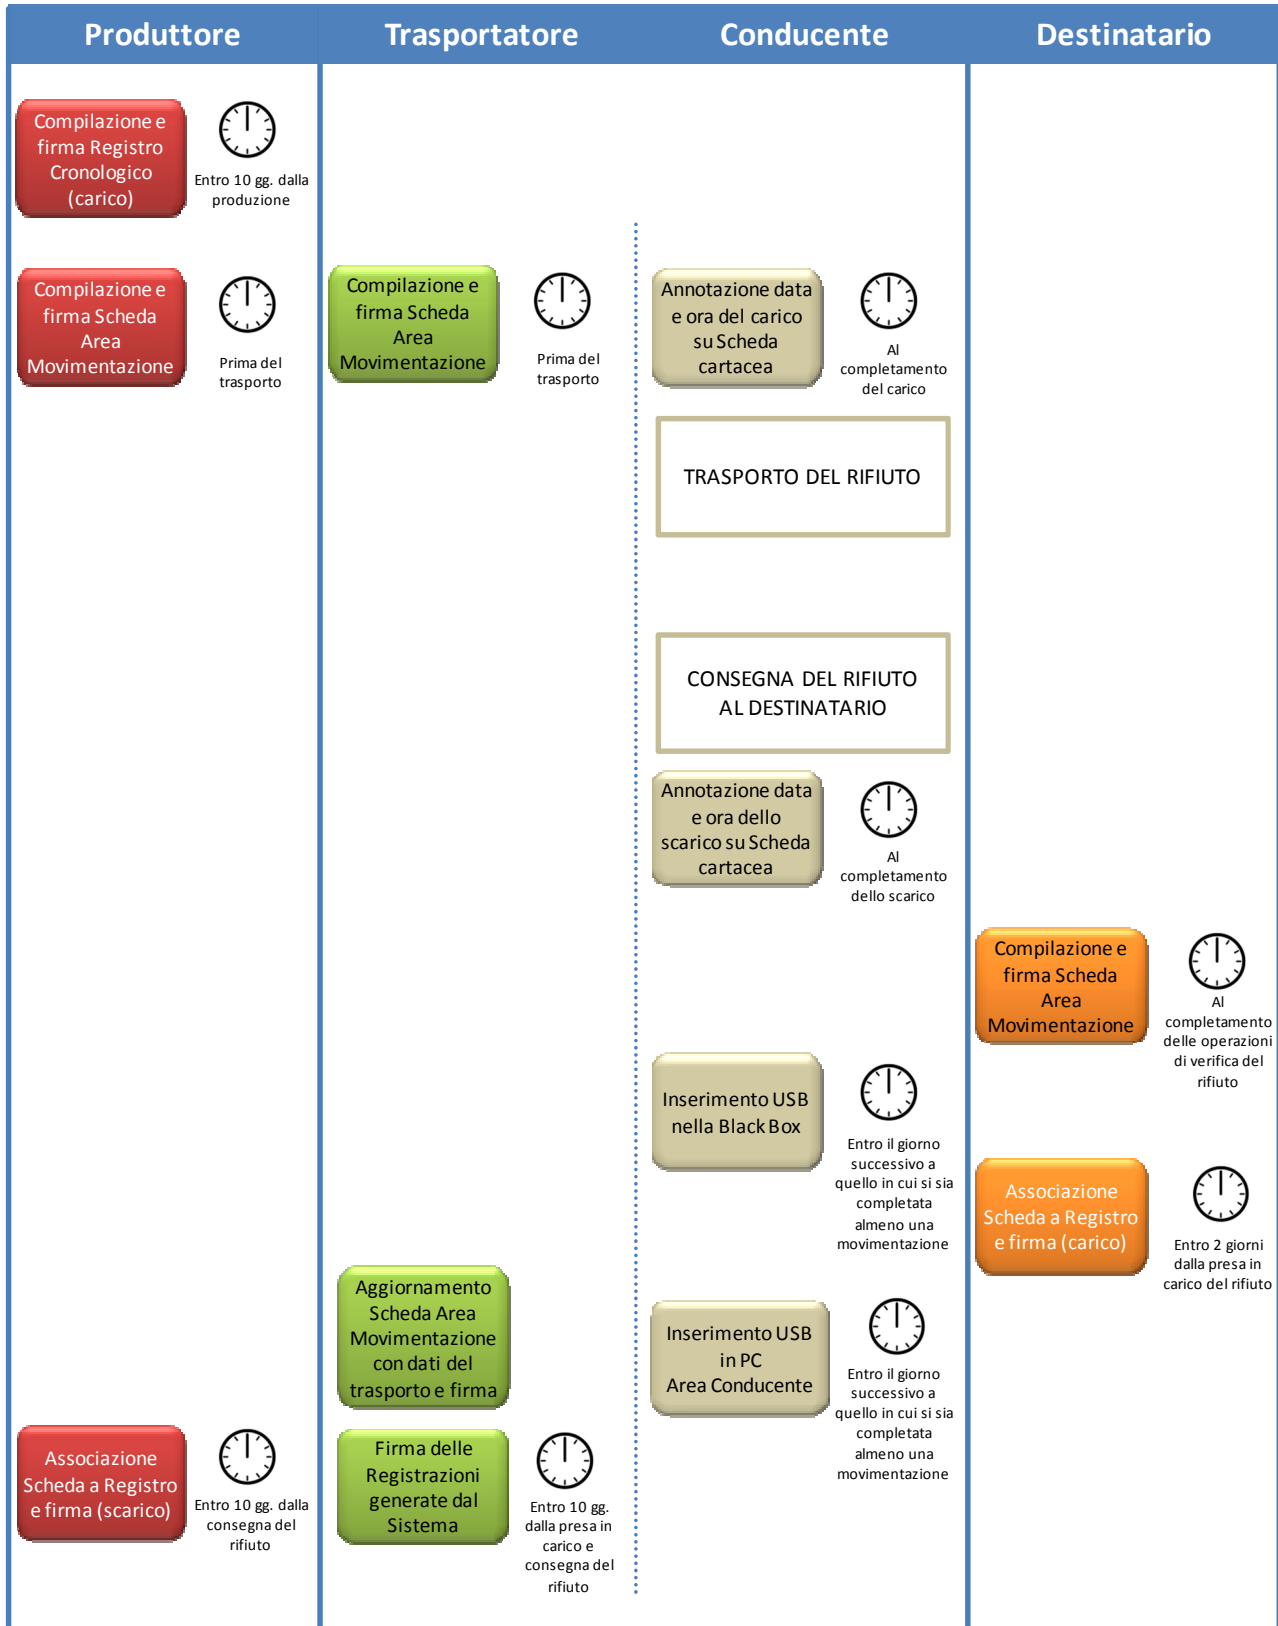 Produttore
Trasportatore
Conducente
Destinatario
Compilazione e
firma Registro
Cronologico
(carico)
Entro 10 gg. dalla
produzione
Compilazione e
firma Scheda
Area
Movimentazione
Prima del
trasporto
Compilazione e
firma Scheda
Area
Movimentazione
Prima del
trasporto
Annotazione data
e ora del carico
su Scheda
cartacea
Al
completamento
del carico
TRASPORTO DEL RIFIUTO
CONSEGNA DEL RIFIUTO
AL DESTINATARIO
Annotazione data
e ora dello
scarico su Scheda
cartacea
Al
completamento
dello scarico
Compilazione e
firma Scheda
Area
Movimentazione
Al
completamento
delle operazioni
di verifica del
rifiuto
Inserimento USB
nella Black Box
Entro il giorno
successivo a
quello in cui si sia
completata
almeno una
movimentazione
Associazione
Scheda a Registro
e firma (carico)
Entro 2 giorni
dalla presa in
carico del rifiuto
Aggiornamento
Scheda Area
Movimentazione
con dati del
trasporto e firma
Inserimento USB
in PC
Area Conducente
Entro il giorno
successivo a
quello in cui si sia
completata
almeno una
movimentazione
Associazione
Scheda a Registro
e firma (scarico)
Entro 10 gg. dalla
consegna del
rifiuto
Firma delle
Registrazioni
generate dal
Sistema
Entro 10 gg.
dalla presa in
carico e
consegna del
rifiuto